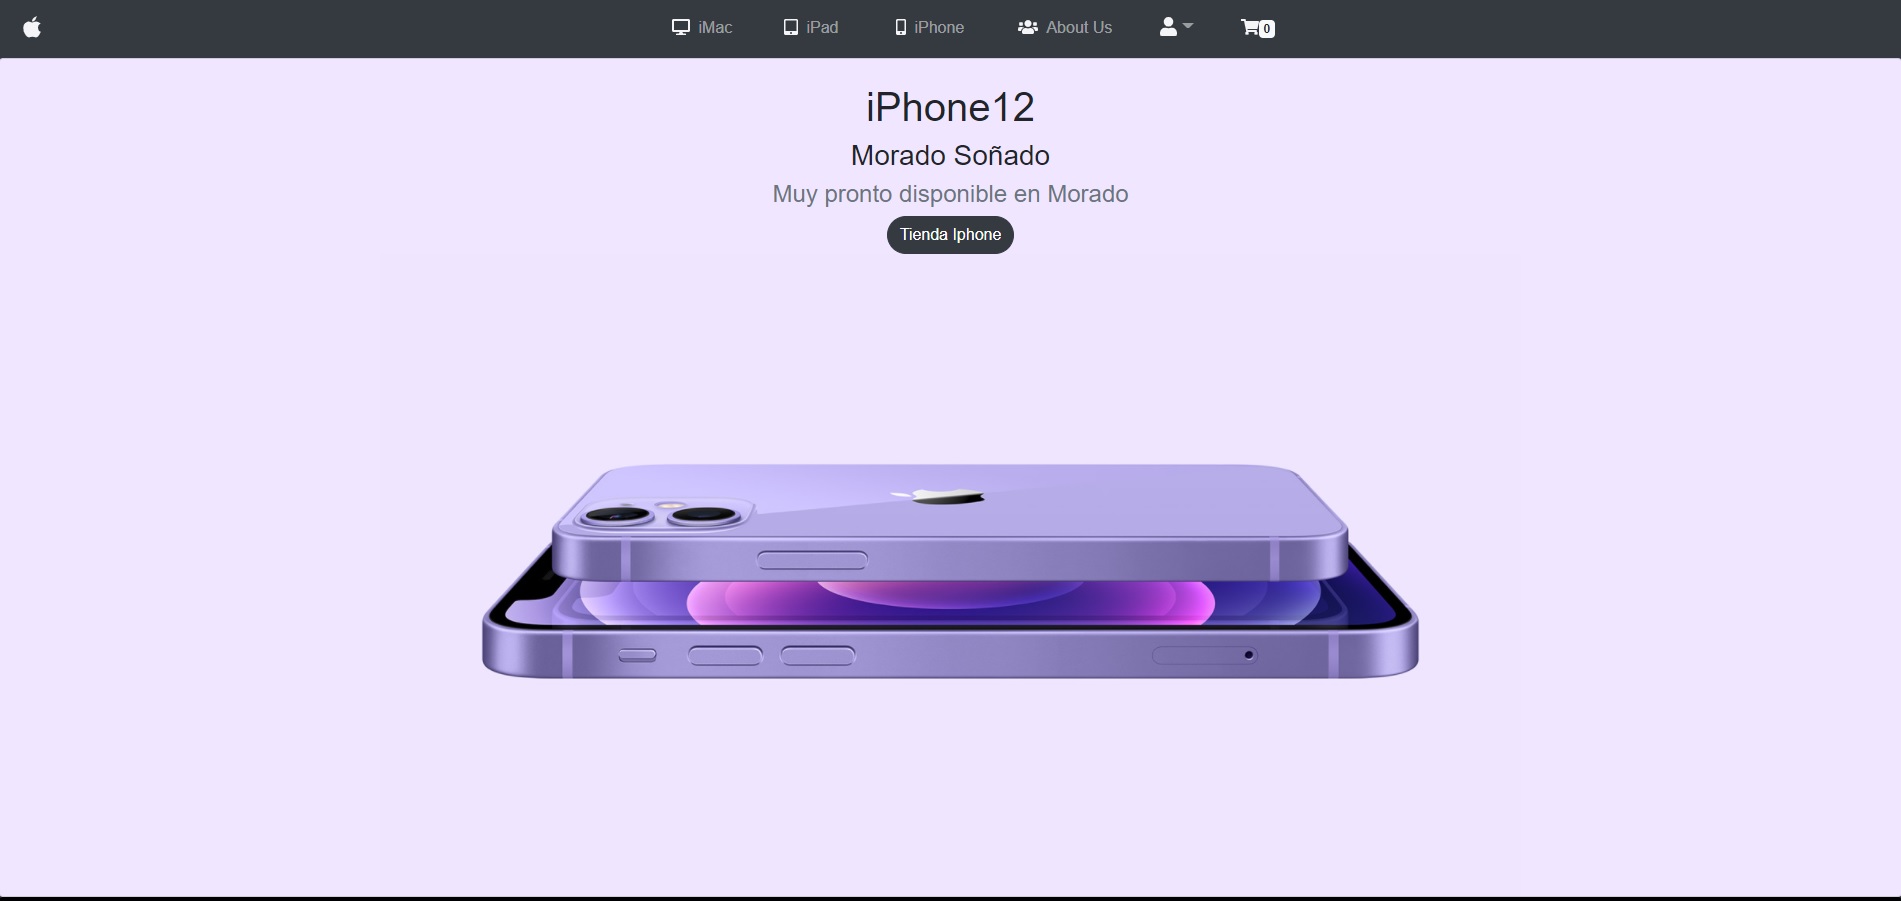 iMac iPad iPhone About Us 0
iPhone12
Morado Soñado
Muy pronto disponible en Morado
Tienda Iphone